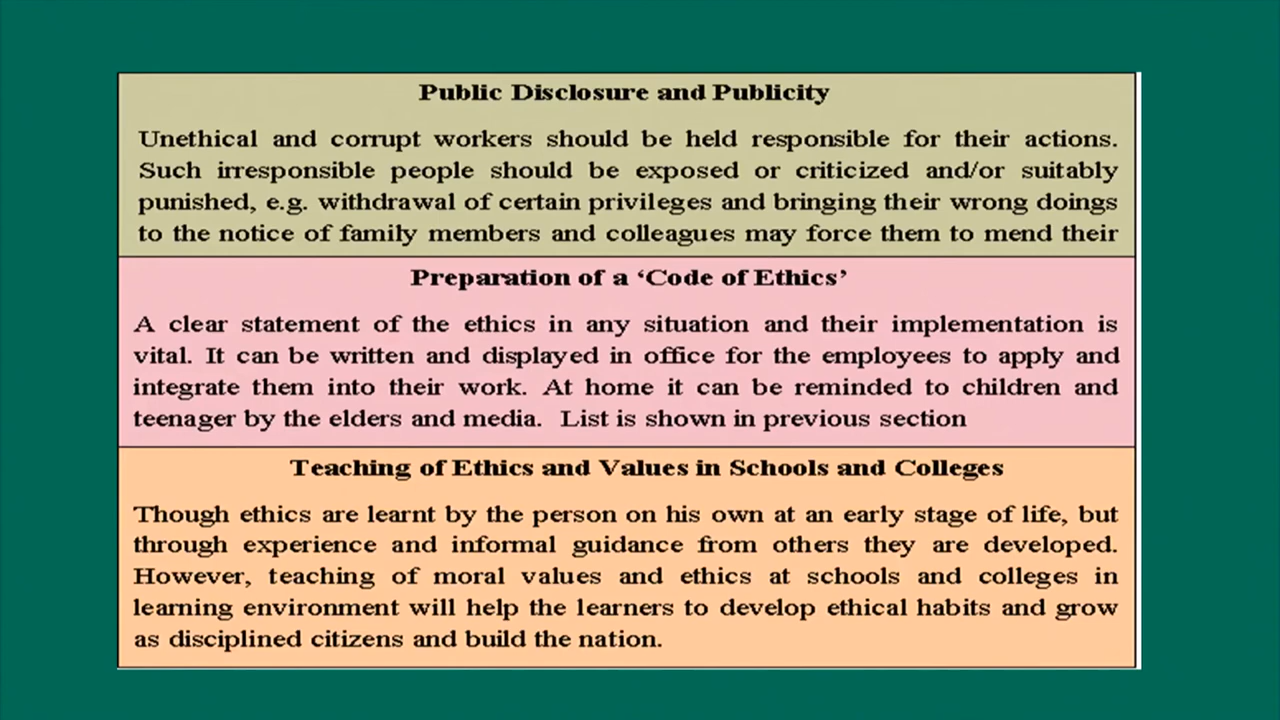 Public Disclosure and Publicity
Unethical and corrupt workers should be held responsible for their actions.
Such irresponsible people should be exposed or criticized and/or suitably
punished, e.g. withdrawal of certain privileges and bringing their wrong doings
to the notice of family members and colleagues may force them to mend their
Preparation of a ‘Code of Ethics’
A clear statement of the ethics in any situation and their implementation is
vital. It can be written and displayed in office for the employees to apply and
integrate them into their work. At home it can be reminded to children and
teenager by the elders and media. List is shown in previous section
Teaching of Ethics and Values in Schools and Colleges
Though ethics are learnt by the person on his own at an early stage of life, but
through experience and informal guidance from others they are developed.
However, teaching of moral values and ethics at schools and colleges in
learning environment will help the learners to develop ethical habits and grow
as disciplined citizens and build the nation.